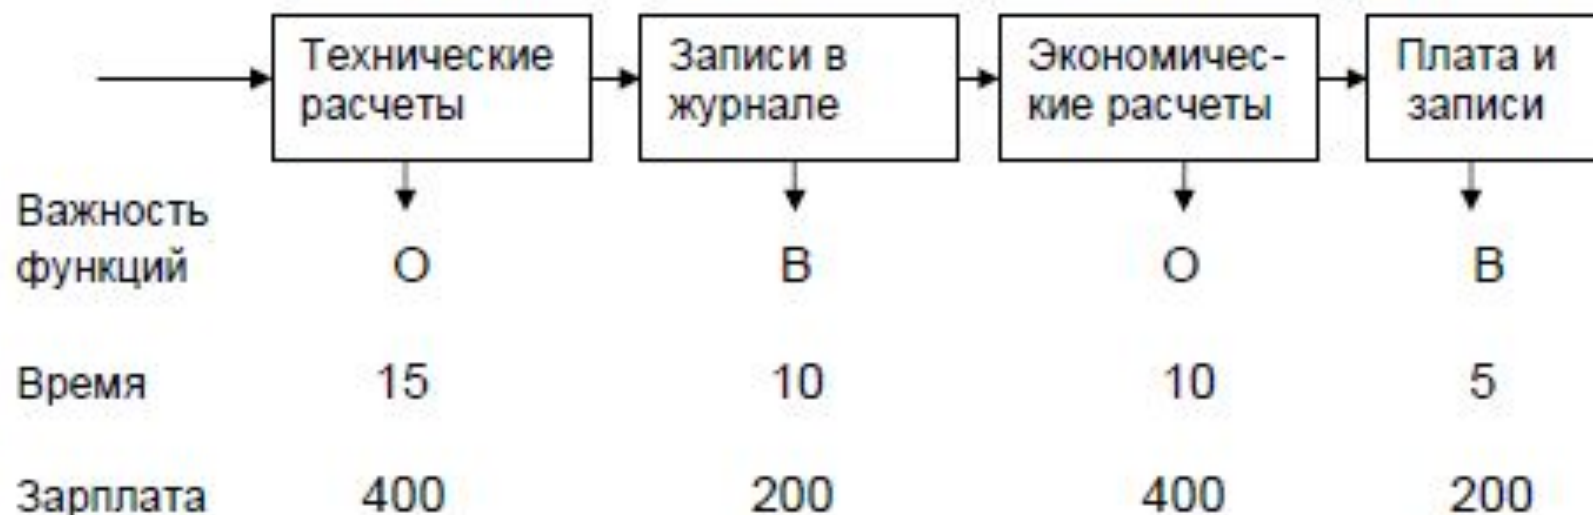 Технические
расчеты
Записи в
журнале
Экономичес-
кие расчеты
Плата и
записи
Важность
функций О В О В
Время 15 10 10 5
Зарплата 400 200 400 200